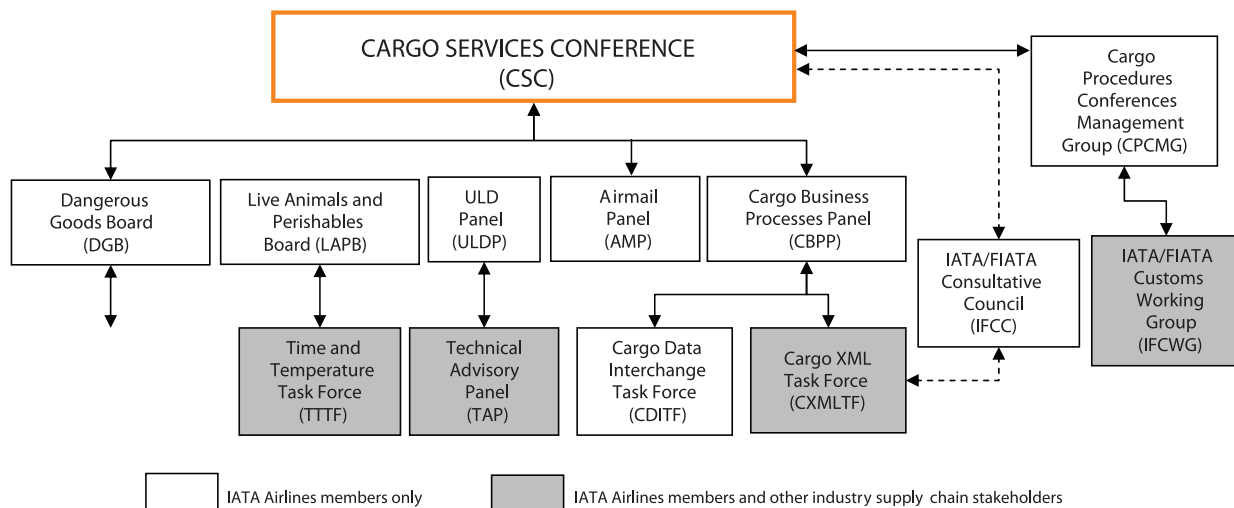 CARGO SERVICES CONFERENCE
(CSC)
Cargo
Procedures
Conferences
Management
Group (CPCMG)
Dangerous
Goods Board
(DGB)
Live Animals and
Perishables
Board (LAPB)
ULD
Panel
(ULDP)
Airmail
Panel
(AMP)
Cargo Business
Processes Panel
(CBPP)
IATA/FIATA
Consultative
Council
(IFCC)
IATA/FIATA
Customs
Working
Group
(IFCWG)
Time and
Temperature
Task Force
(TTTF)
Technical
Advisory
Panel
(TAP)
Cargo Data
Interchange
Task Force
(CDITF)
Cargo XML
Task Force
(CXMLTF)
IATA Airlines members only
IATA Airlines members and other industry supply chain stakeholders